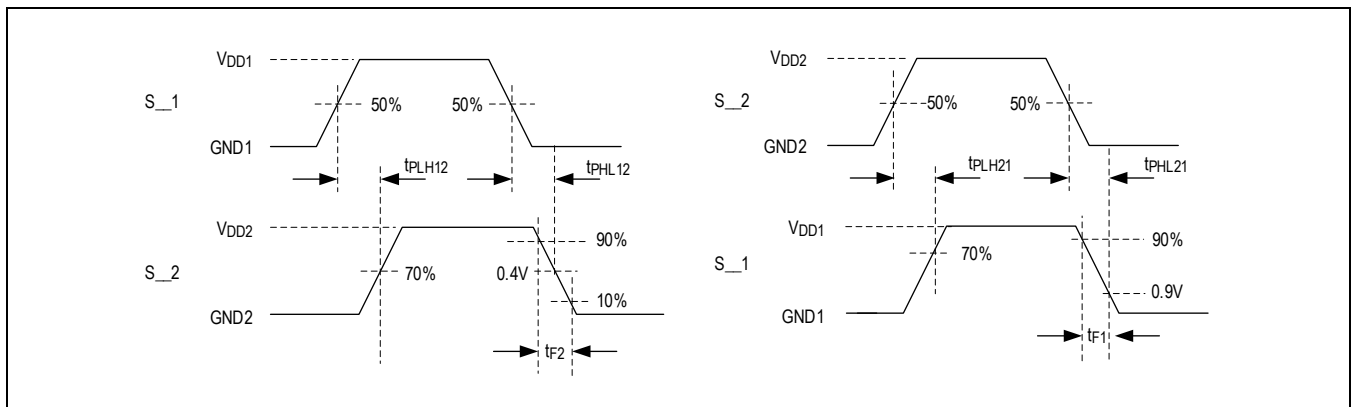 VDD1
S__1
50%
50%
GND1
tPLH12
tPHL12
VDD2
90%
S__2
70%
0.4V
10%
GND2
tF2
VDD2
S__2
50%
50%
GND2
tPLH21
tPHL21
VDD1
90%
S__1
70%
0.9V
GND1
tF1